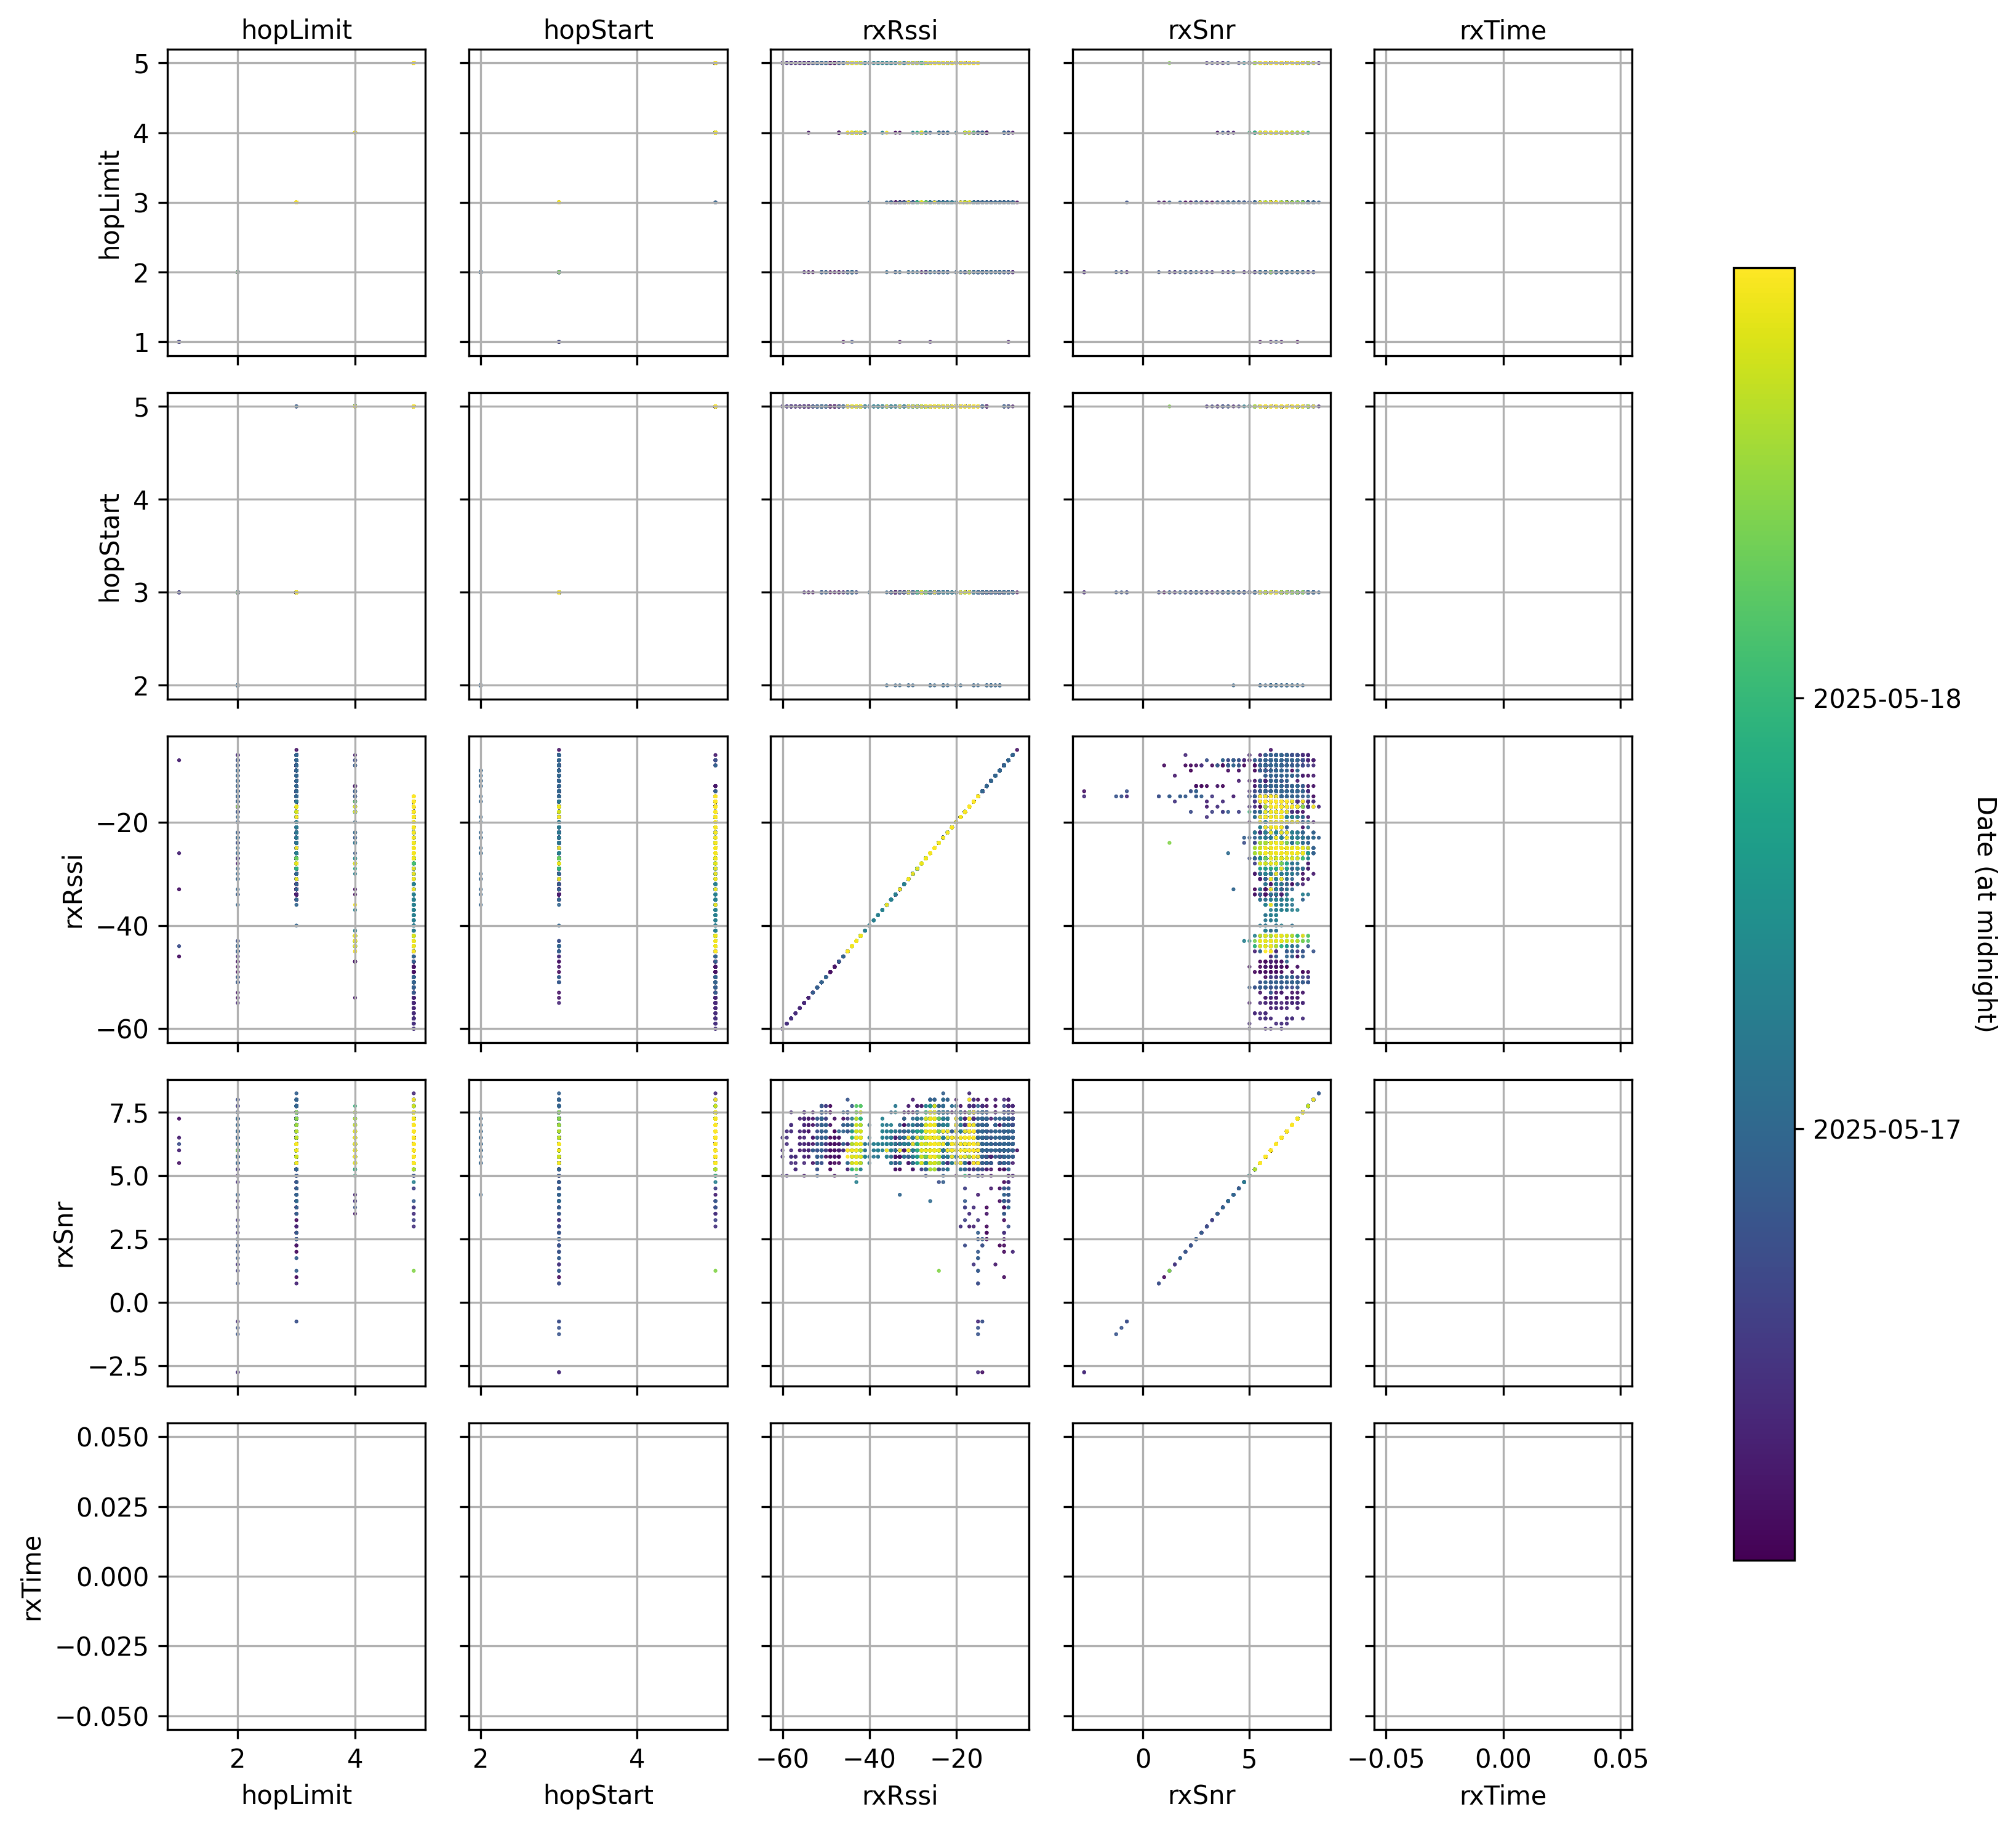 hopLimit hopStart rxRssi rxSnr rxTime
5
4
3
2
1
hopLimit
5
4
3
2
hopStart
−20
−40
−60
rxRssi
7.5
5.0
2.5
0.0
−2.5
rxSnr
0.050
0.025
0.000
−0.025
−0.050
rxTime
2 4 2 4 −60 −40 −20 0 5 −0.05 0.00 0.05
hopLimit hopStart rxRssi rxSnr rxTime
2025-05-18
2025-05-17
Date (at midnight)